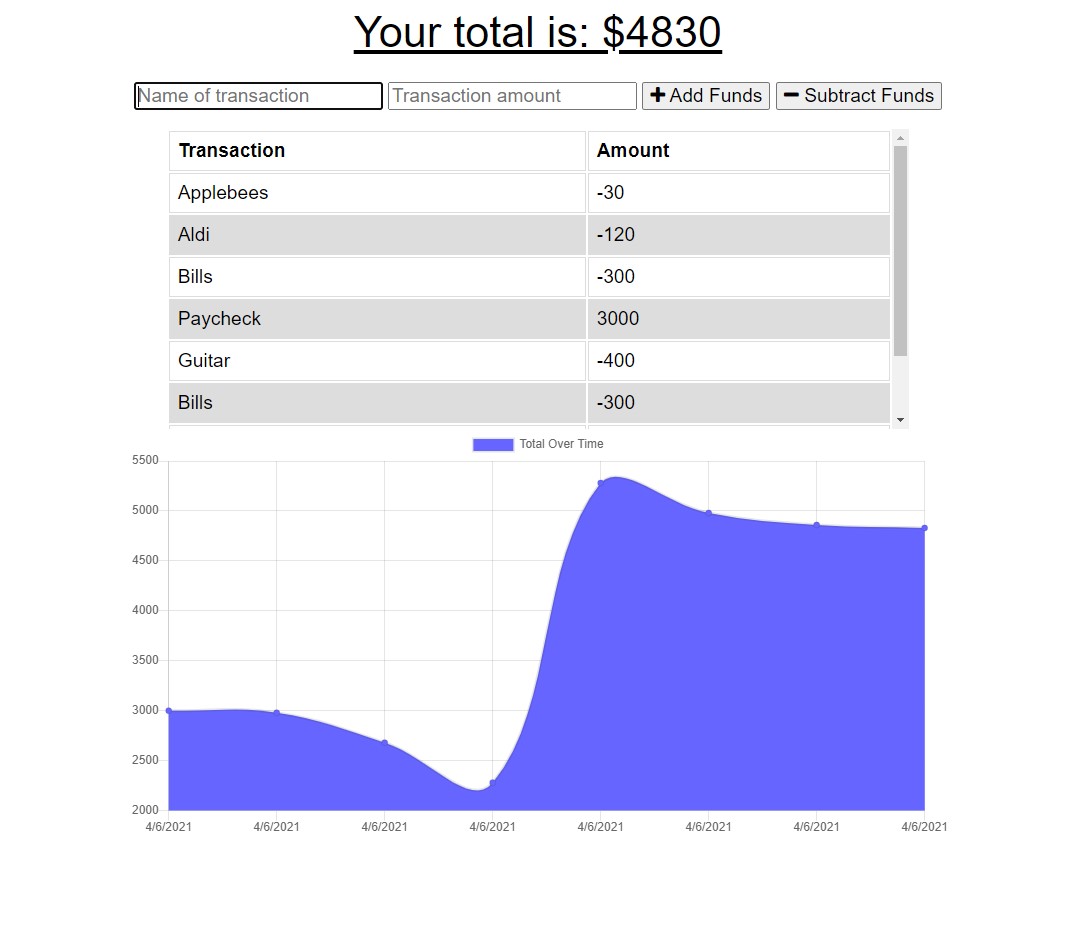 Your total is: $4830
Name of transaction Transaction amount Add Funds Subtract Funds
Transaction Amount
Applebees -30
Aldi -120
Bills -300
Paycheck 3000
Guitar -400
Bills -300
Total Over Time
5500
5000
4500
4000
3500
3000
2500
2000
4/6/2021 4/6/2021 4/6/2021 4/6/2021 4/6/2021 4/6/2021 4/6/2021 4/6/2021